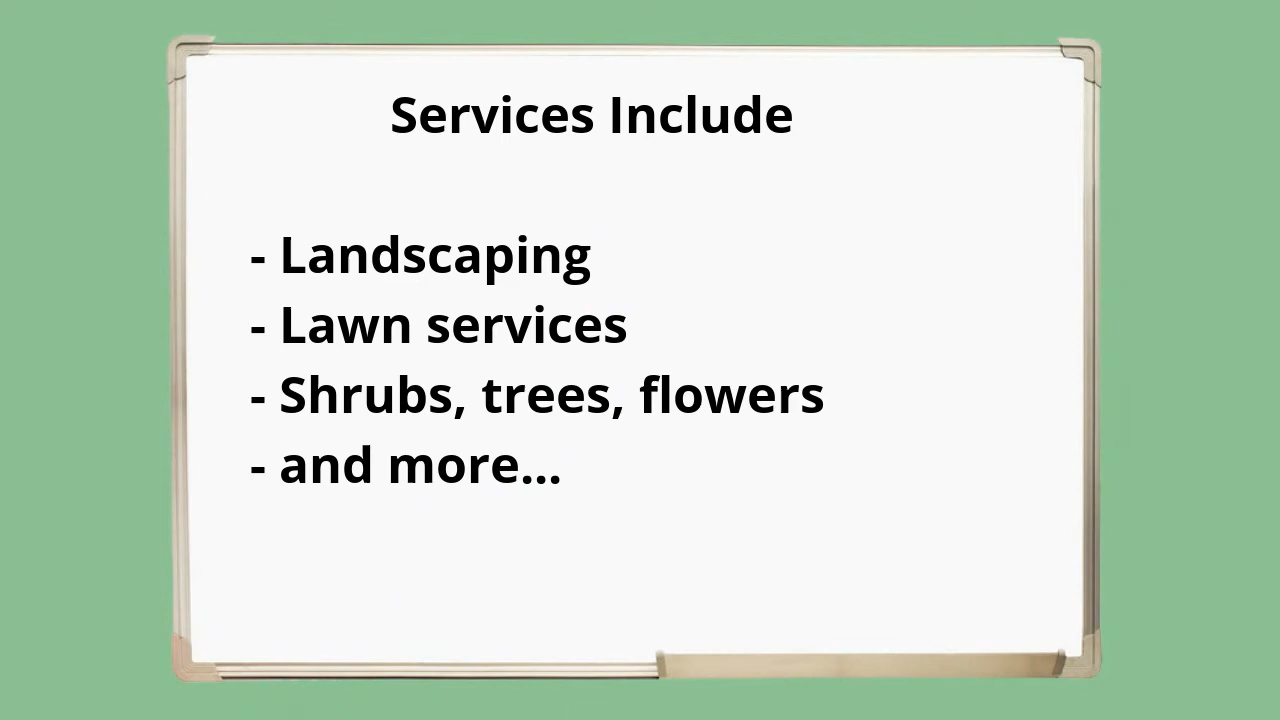 Services Include
- Landscaping
- Lawn services
- Shrubs, trees, flowers
- and more...